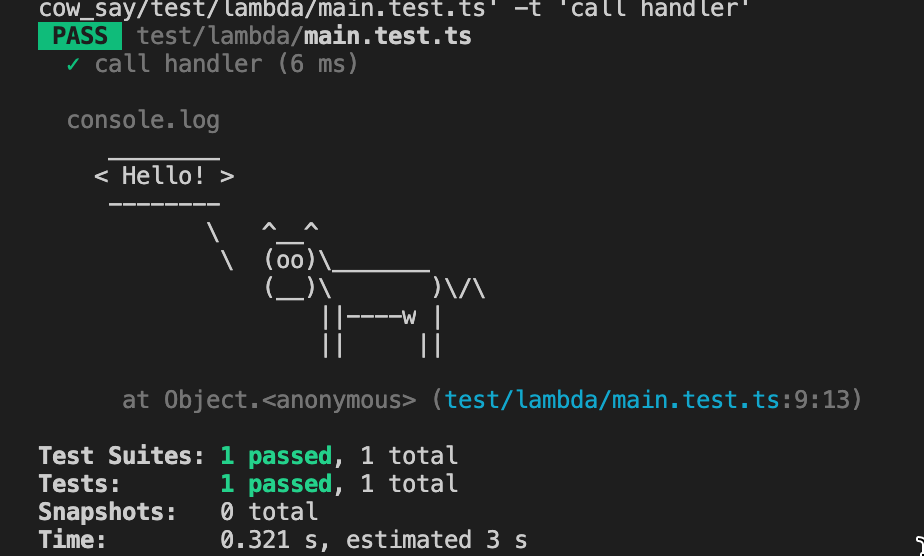 cow_say/test/lambda/main.test.ts' -t 'call handler'
 PASS  test/lambda/main.test.ts
  ✓ call handler (6 ms)

  console.log
     ________
    < Hello! >
     --------
            \   ^__^
             \  (oo)\_______
                (__)\       )\/\
                    ||----w |
                    ||     ||

      at Object.<anonymous> (test/lambda/main.test.ts:9:13)

Test Suites: 1 passed, 1 total
Tests:       1 passed, 1 total
Snapshots:   0 total
Time:        0.321 s, estimated 3 s